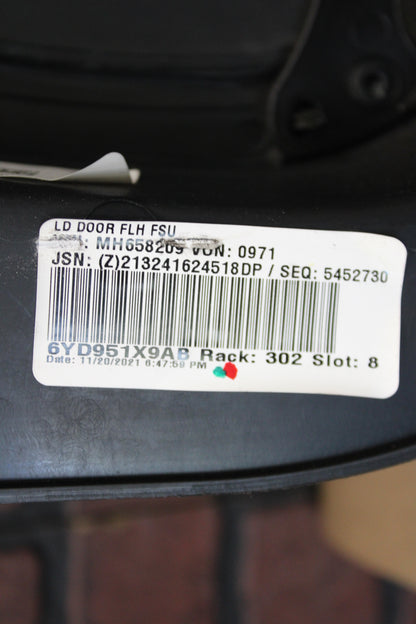 LD DOOR FLH FSU
MH658209 VON: 0971
JSN: (Z)213241624518DP / SEQ: 5452730
6YD951X9AB Rack: 302 Slot: 8
Date: 11/20/2021 6:47:59 PM